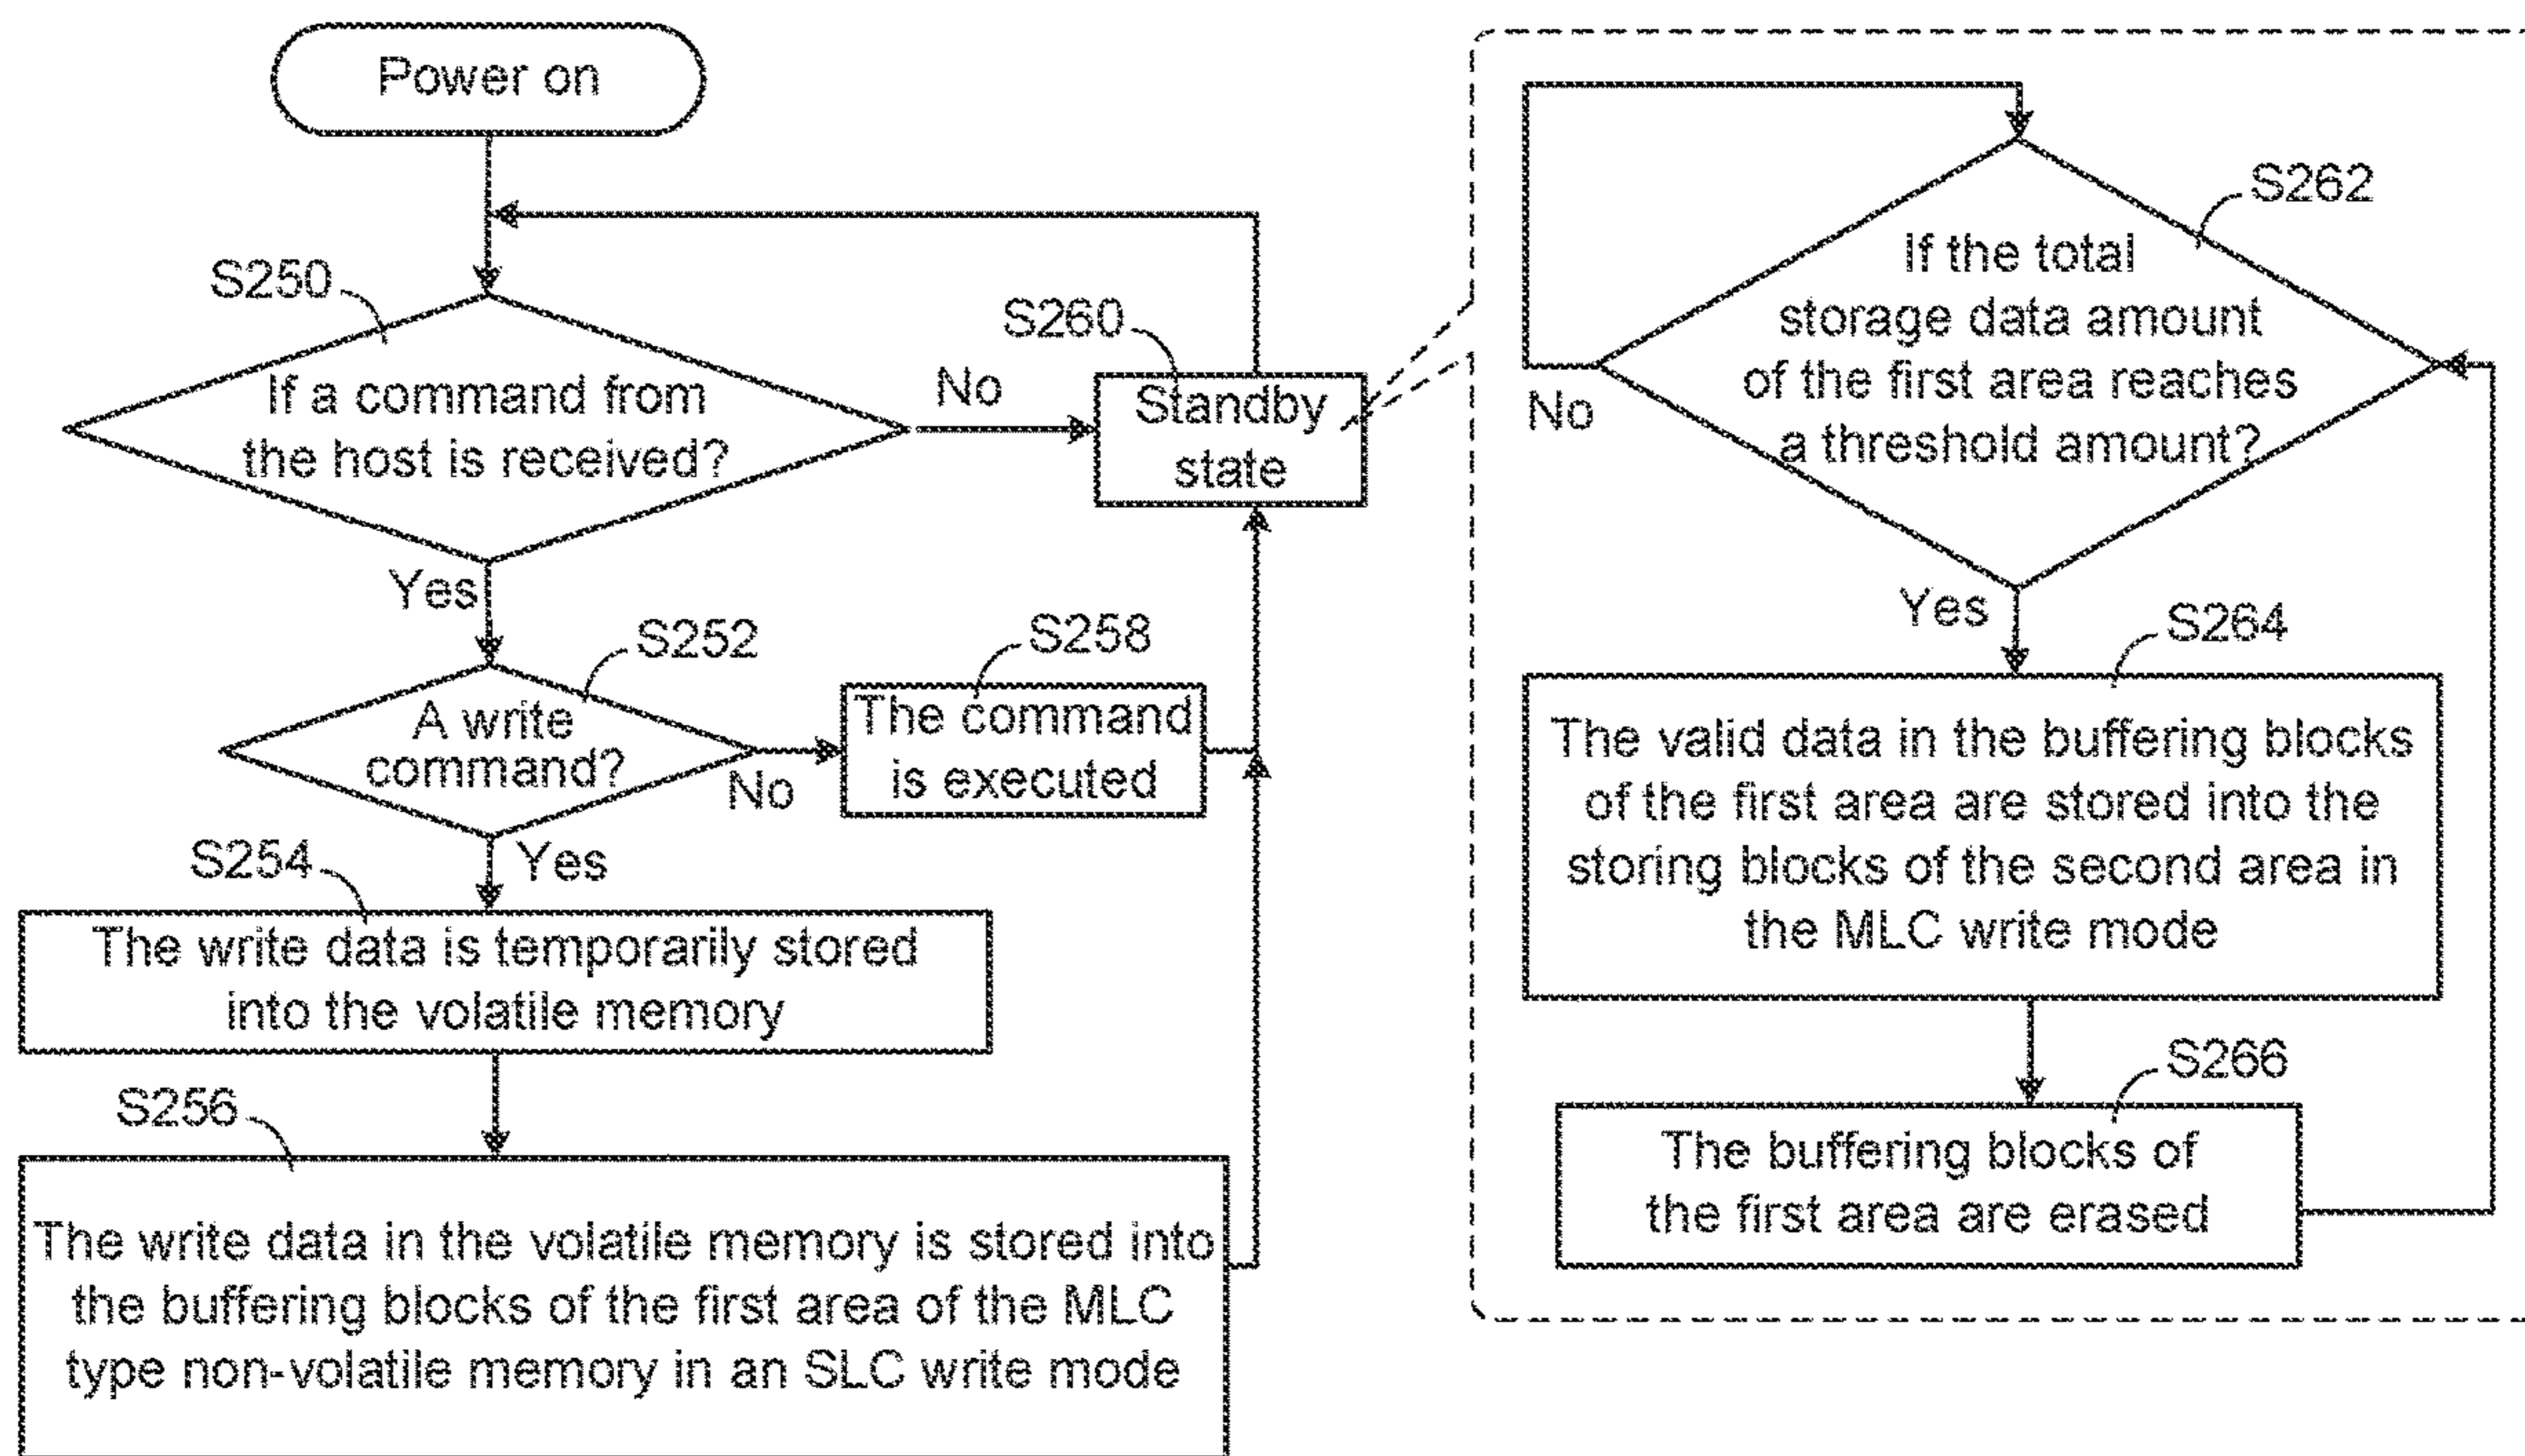 Power on
S250
If a command from
the host is received?
No
S260
Standby
state
Yes
S252
A write
command?
No
S258
The command
is executed
Yes
S254
The write data is temporarily stored
into the volatile memory
S256
The write data in the volatile memory is stored into
the buffering blocks of the first area of the MLC
type non-volatile memory in an SLC write mode
S262
If the total
storage data amount
of the first area reaches
a threshold amount?
No
Yes
S264
The valid data in the buffering blocks
of the first area are stored into the
storing blocks of the second area in
the MLC write mode
S266
The buffering blocks of
the first area are erased